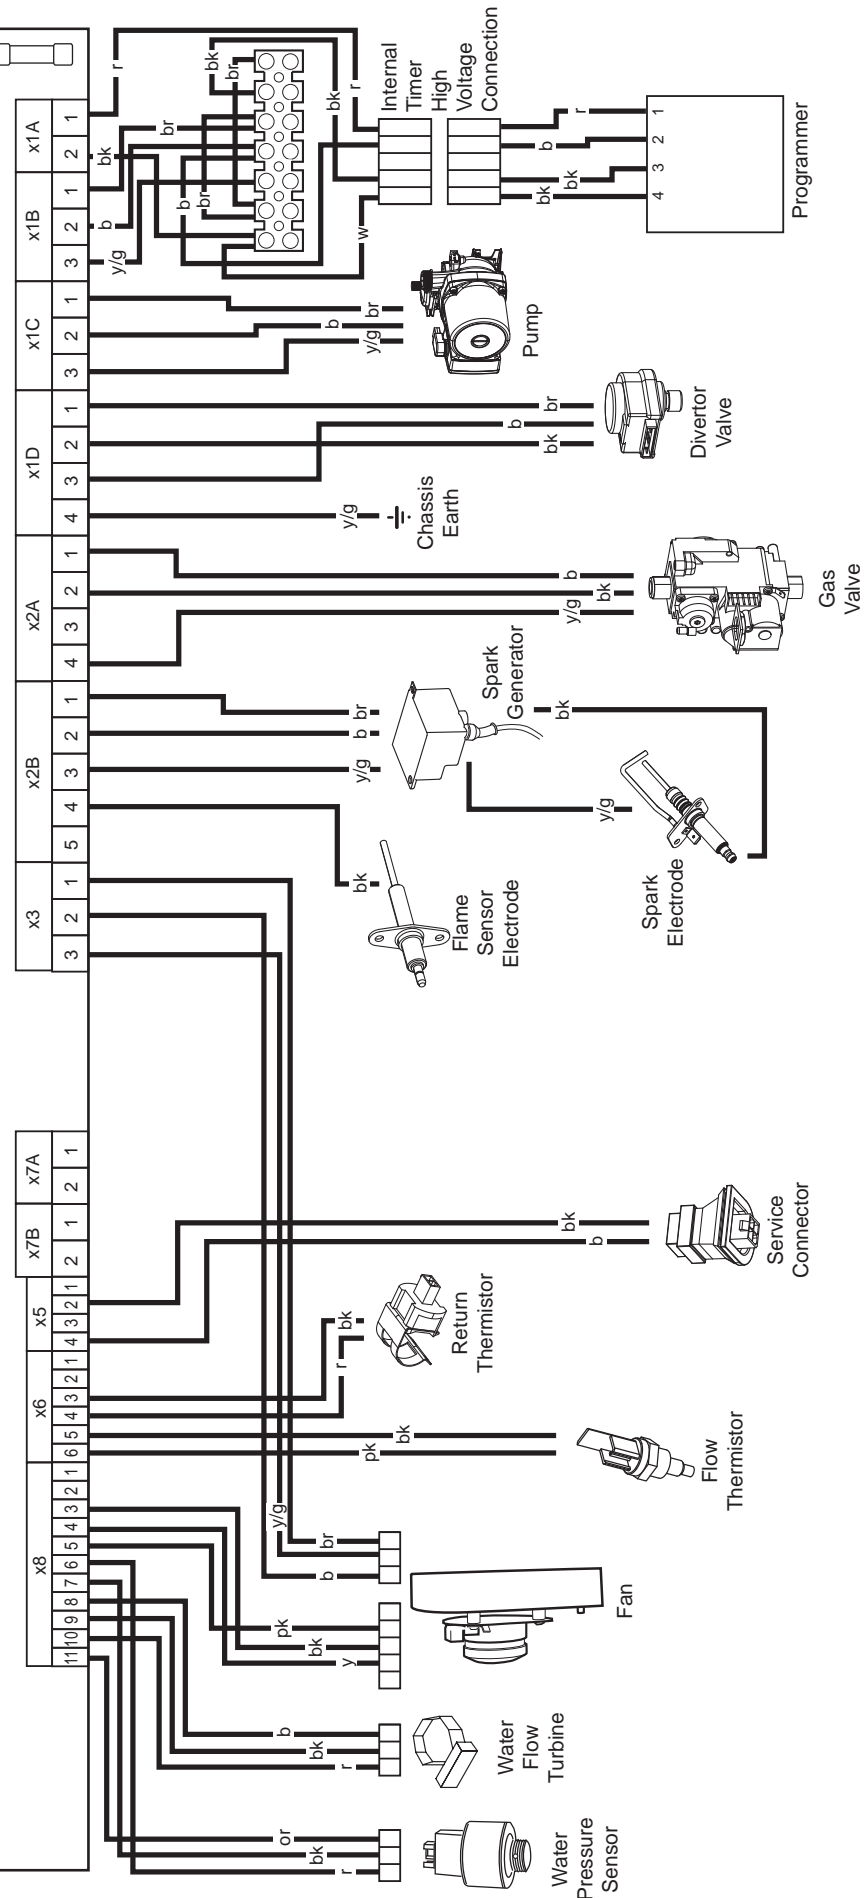 x8
x6
x5
x7B
x7A
x3
x2B
x2A
x1D
x1C
x1B
x1A
11 10 9 8 7 6 5 4 3 2 1
6 5 4 3 2 1
4 3 2 1
2 1
2 1
3 2 1
5 4 3 2 1
4 3 2 1
4 3 2 1
3 2 1
3 2 1
2 1
r
bk
or
Water
Pressure
Sensor
r
bk
b
Water
Flow
Turbine
y
bk
pk
b
y/g
br
Fan
pk
bk
Flow
Thermistor
r
bk
Return
Thermistor
b
bk
Service
Connector
bk
Flame
Sensor
Electrode
y/g
b
br
Spark
Generator
y/g
bk
Spark
Electrode
y/g
bk
b
Gas
Valve
y/g
Chassis
Earth
bk
b
br
Divertor
Valve
y/g
b
br
Pump
y/g
b
bk
br
b
br
br
bk
r
w
bk
r
Internal
Timer
High
Voltage
Connection
bk
bk
b
r
4 3 2 1
Programmer